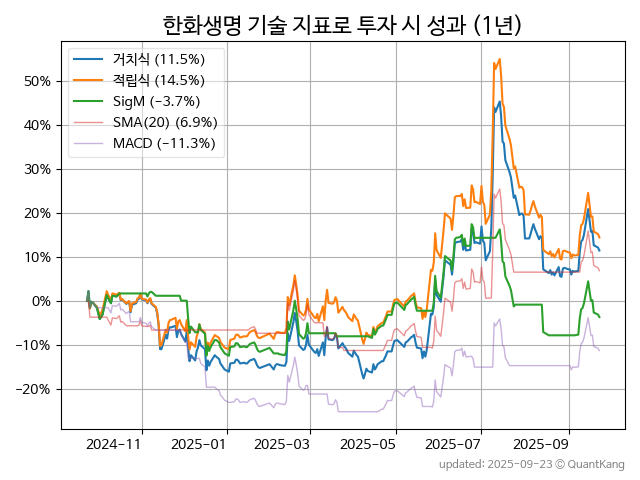 한화생명 기술 지표로 투자 시 성과 (1년)
거치식 (11.5%)
적립식 (14.5%)
SigM (−3.7%)
SMA(20) (6.9%)
MACD (−11.3%)
50%
40%
30%
20%
10%
0%
−10%
−20%
2024-11 2025-01 2025-03 2025-05 2025-07 2025-09
updated: 2025-09-23 ⓒ QuantKang